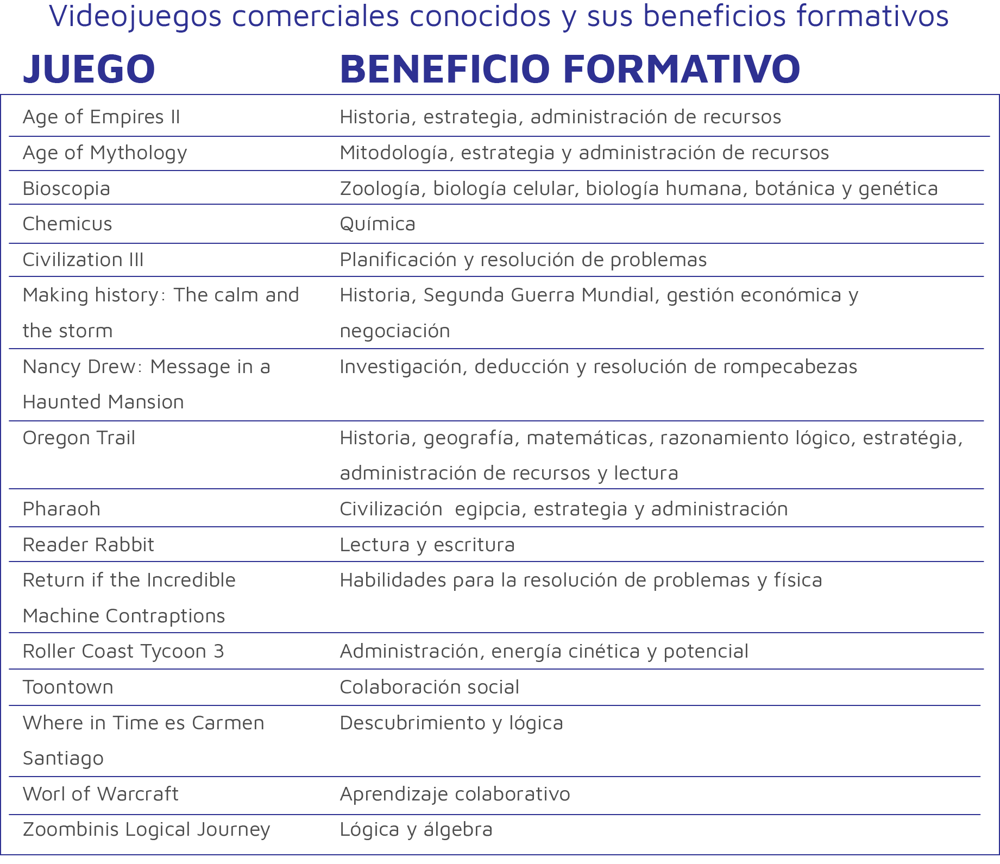 Videojuegos comerciales conocidos y sus beneficios formativos
JUEGO BENEFICIO FORMATIVO
Age of Empires II Historia, estrategia, administración de recursos
Age of Mythology Mitodología, estrategia y administración de recursos
Bioscopia Zoología, biología celular, biología humana, botánica y genética
Chemicus Química
Civilization III Planificación y resolución de problemas
Making history: The calm and Historia, Segunda Guerra Mundial, gestión económica y
the storm negociación
Nancy Drew: Message in a Investigación, deducción y resolución de rompecabezas
Haunted Mansion
Oregon Trail Historia, geografía, matemáticas, razonamiento lógico, estratégia,
administración de recursos y lectura
Pharaoh Civilización  egipcia, estrategia y administración
Reader Rabbit Lectura y escritura
Return if the Incredible Habilidades para la resolución de problemas y física
Machine Contraptions
Roller Coast Tycoon 3 Administración, energía cinética y potencial
Toontown Colaboración social
Where in Time es Carmen Descubrimiento y lógica
Santiago
Worl of Warcraft Aprendizaje colaborativo
Zoombinis Logical Journey Lógica y álgebra